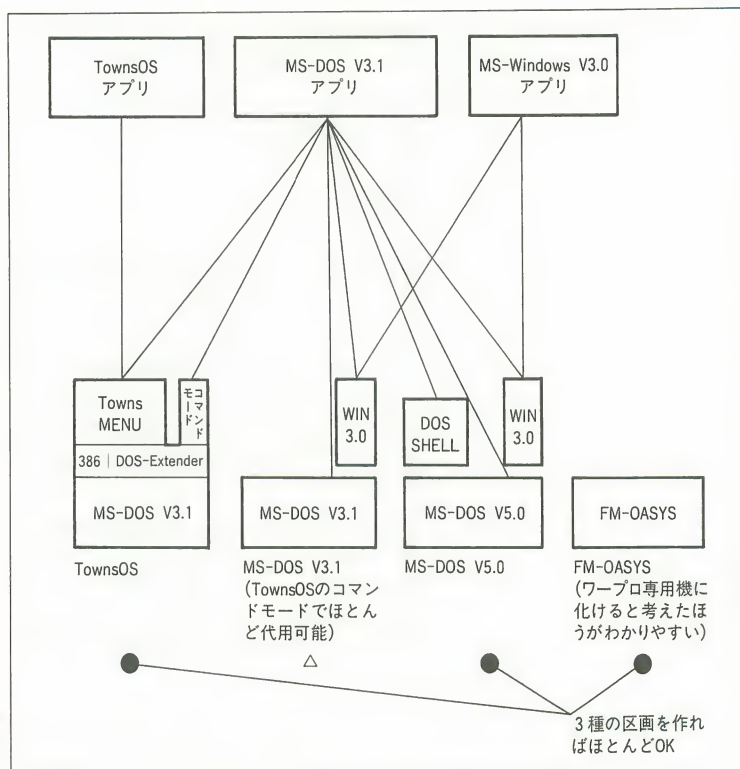 TownsOS
アプリ
MS-DOS V3.1
アプリ
MS-Windows V3.0
アプリ
Towns
MENU
コマンド
モード
386 | DOS-Extender
MS-DOS V3.1
WIN
3.0
MS-DOS V3.1
DOS
SHELL
WIN
3.0
MS-DOS V5.0
FM-OASYS
TownsOS
MS-DOS V3.1
(TownsOSのコマン
ドモードでほとん
ど代用可能)
△
MS-DOS V5.0
FM-OASYS
(ワープロ専用機に
化けると考えたほ
うがわかりやすい)
3種の区画を作れ
ばほとんどOK